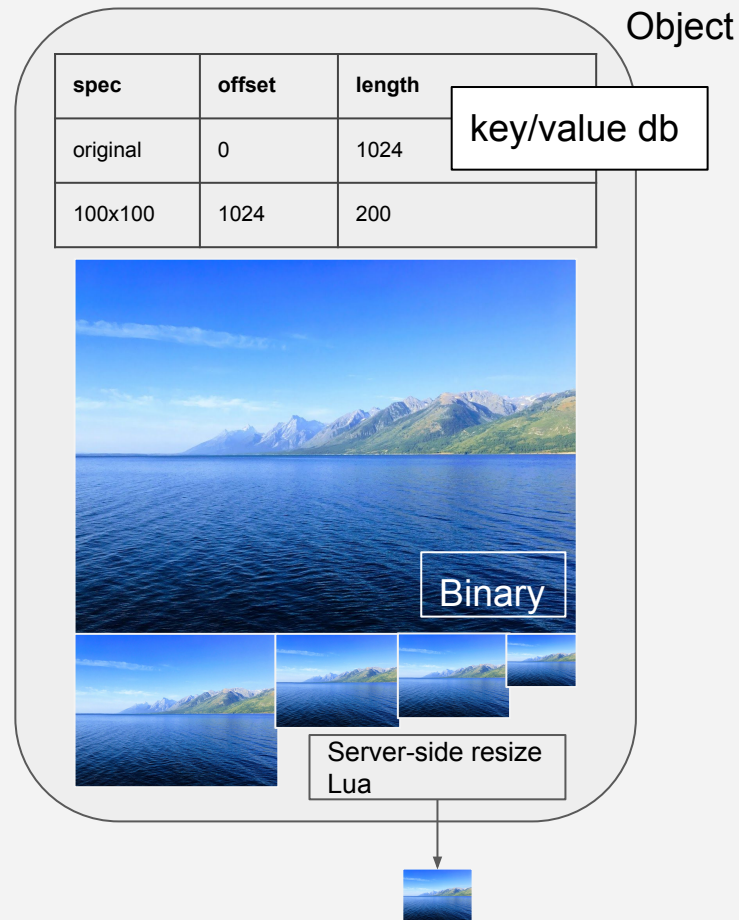 Object
spec offset length
key/value db
original 0 1024
100x100 1024 200
Binary
Server-side resize
Lua